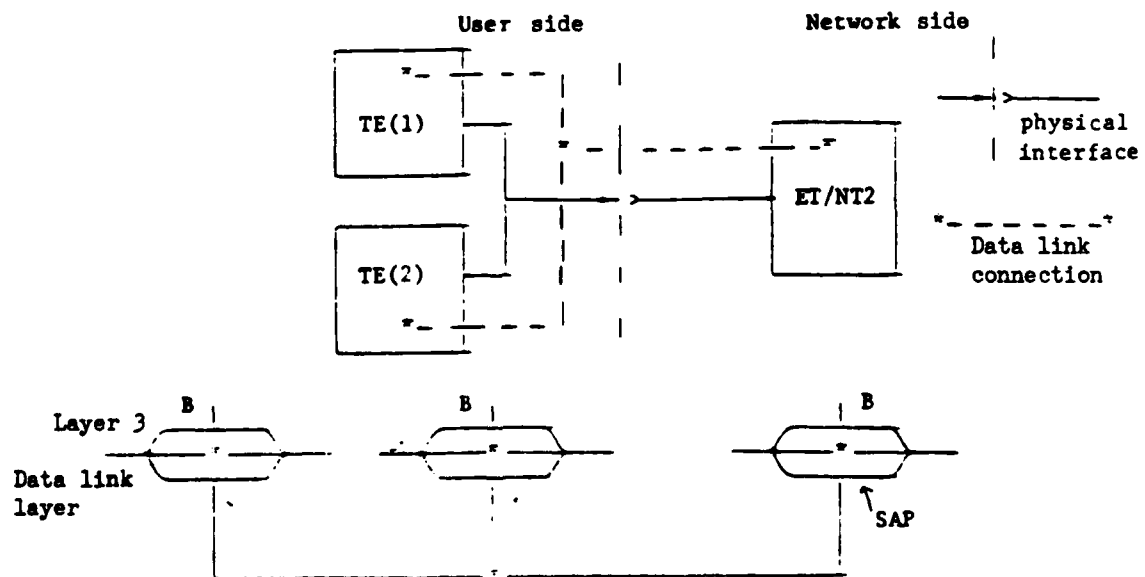 User side
Network side
TE(1)
physical
interface
ET/NT2
TE(2)
Data link
connection
B
B
B
Layer 3
Data link
layer
SAP